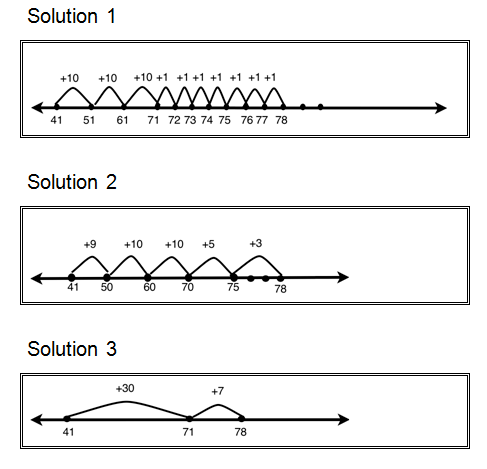 Solution 1
+10 +10 +10 +1 +1 +1 +1 +1 +1 +1
41 51 61 71 72 73 74 75 76 77 78
Solution 2
+9 +10 +10 +5 +3
41 50 60 70 75 78
Solution 3
+30 +7
41 71 78